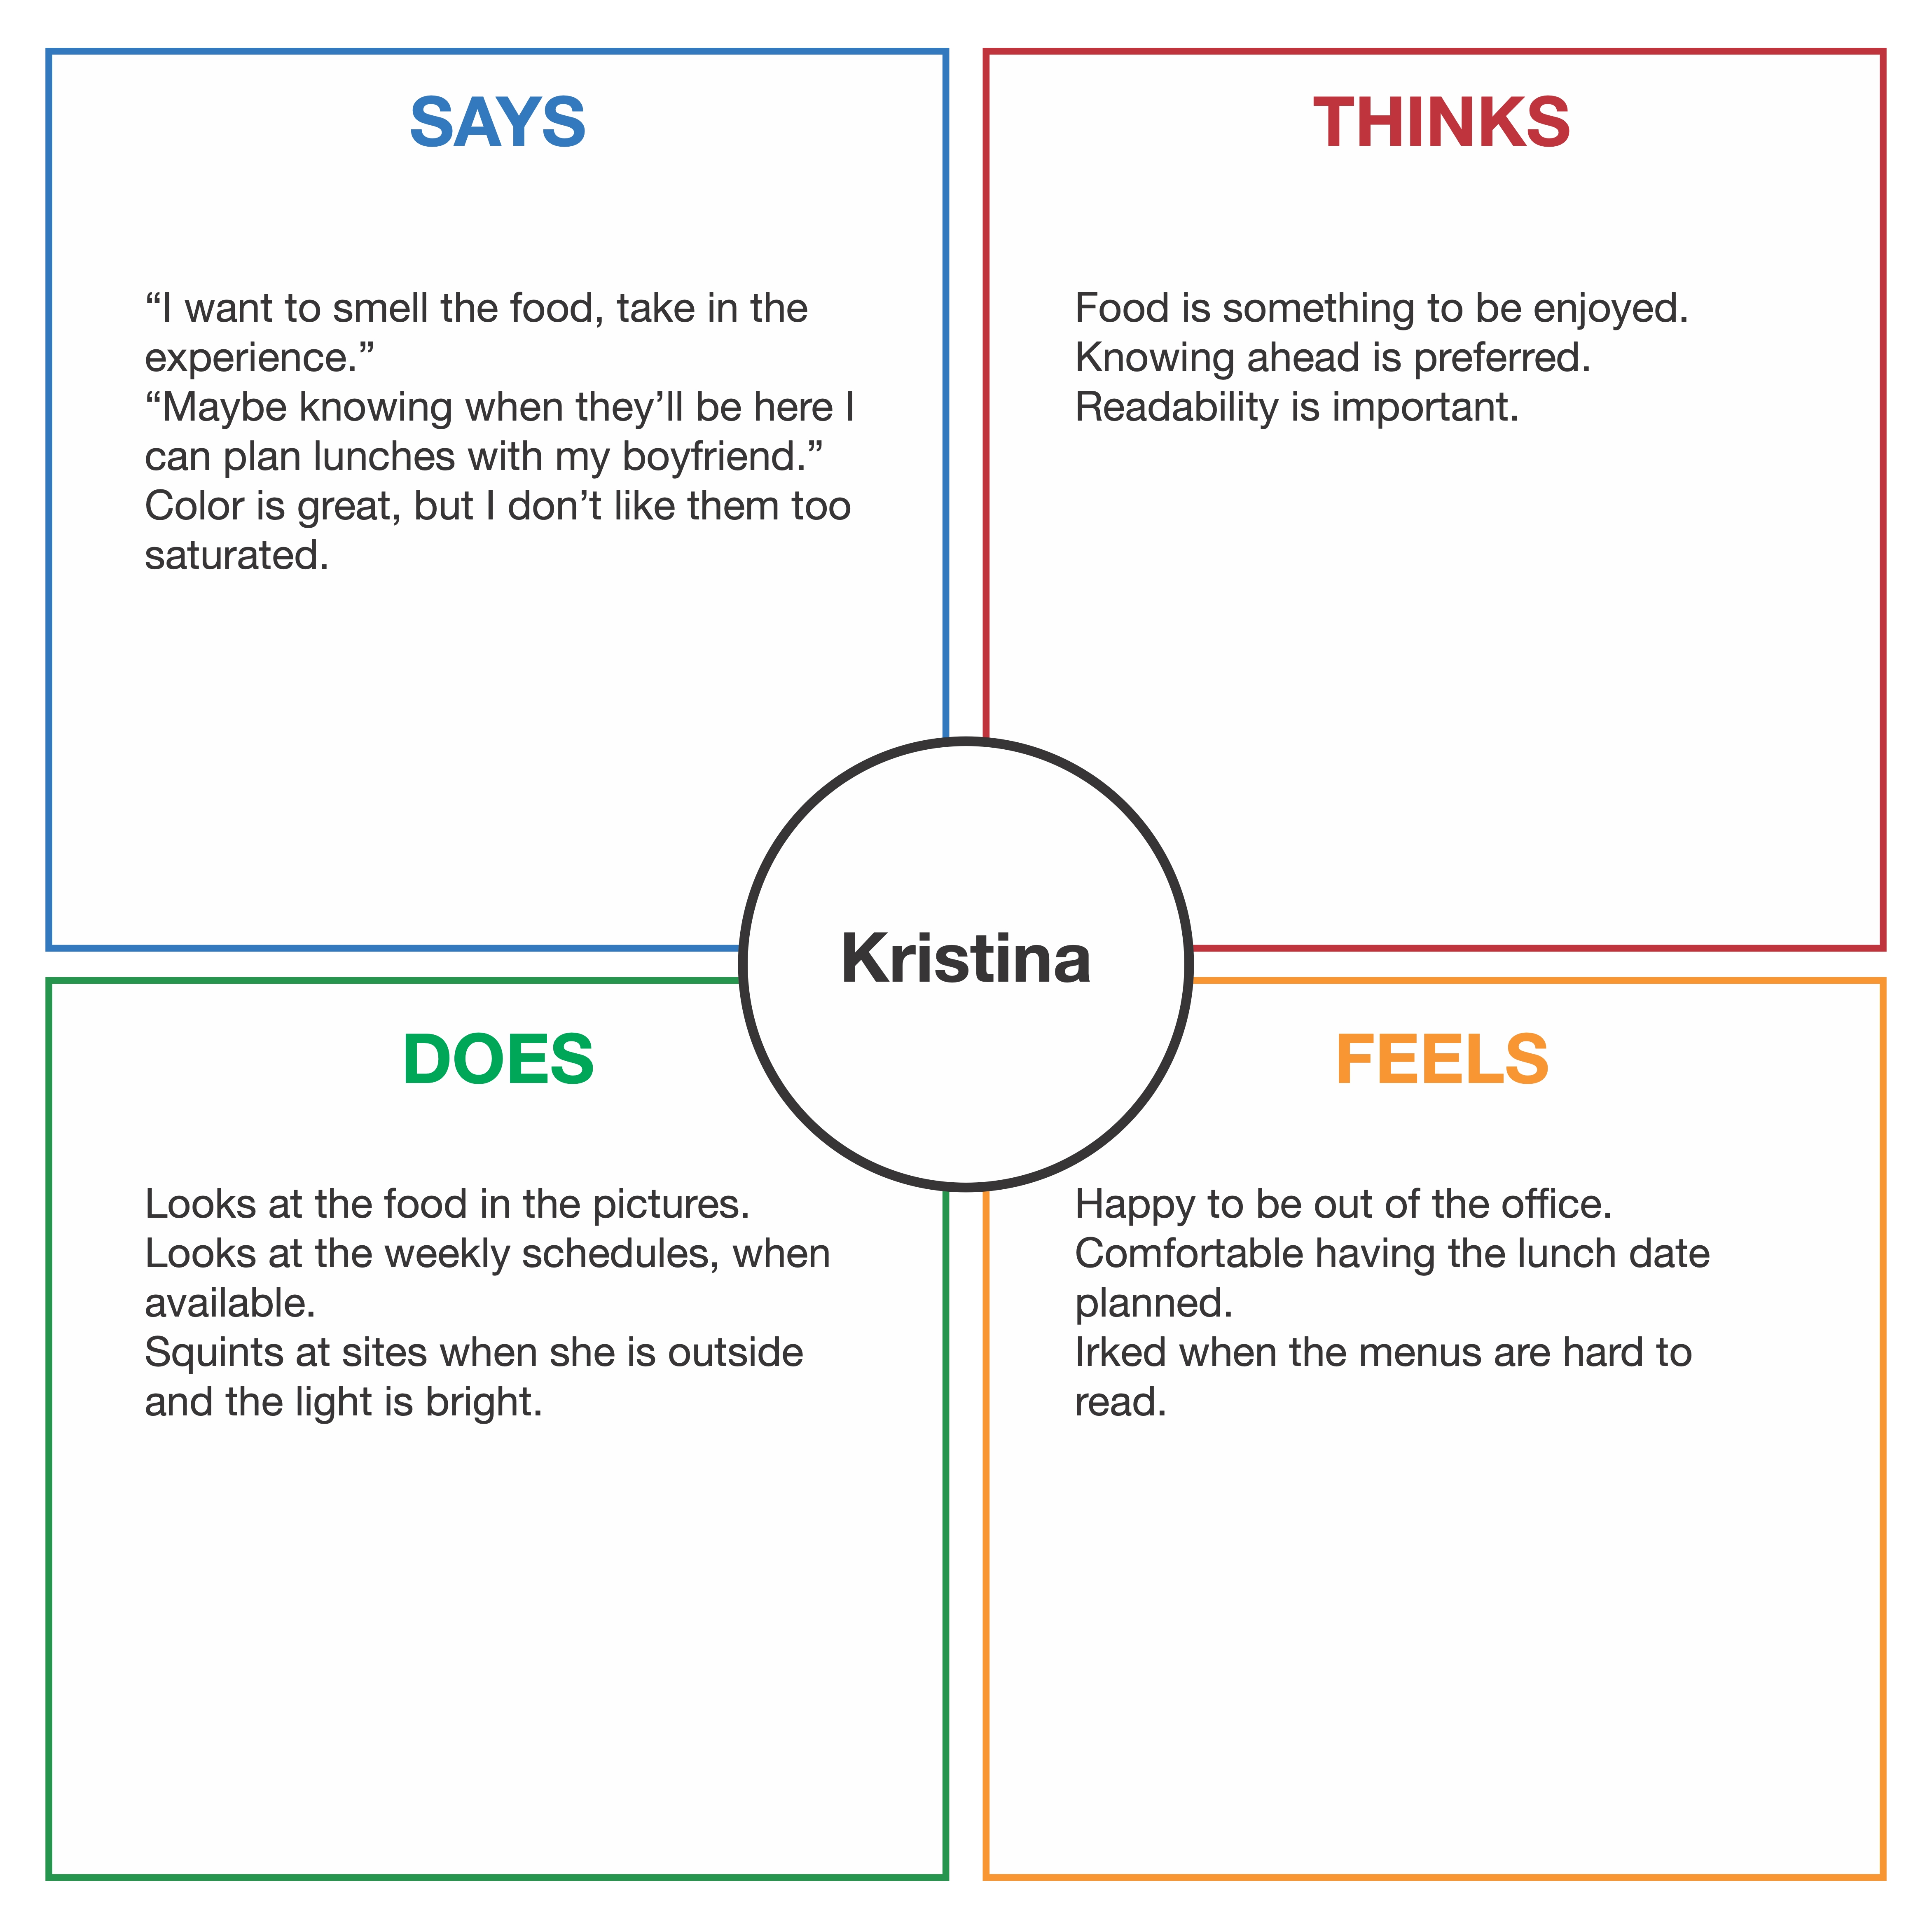 SAYS
“I want to smell the food, take in the
experience.”
“Maybe knowing when they’ll be here I
can plan lunches with my boyfriend.”
Color is great, but I don’t like them too
saturated.
THINKS
Food is something to be enjoyed.
Knowing ahead is preferred.
Readability is important.
Kristina
DOES
Looks at the food in the pictures.
Looks at the weekly schedules, when
available.
Squints at sites when she is outside
and the light is bright.
FEELS
Happy to be out of the office.
Comfortable having the lunch date
planned.
Irked when the menus are hard to
read.